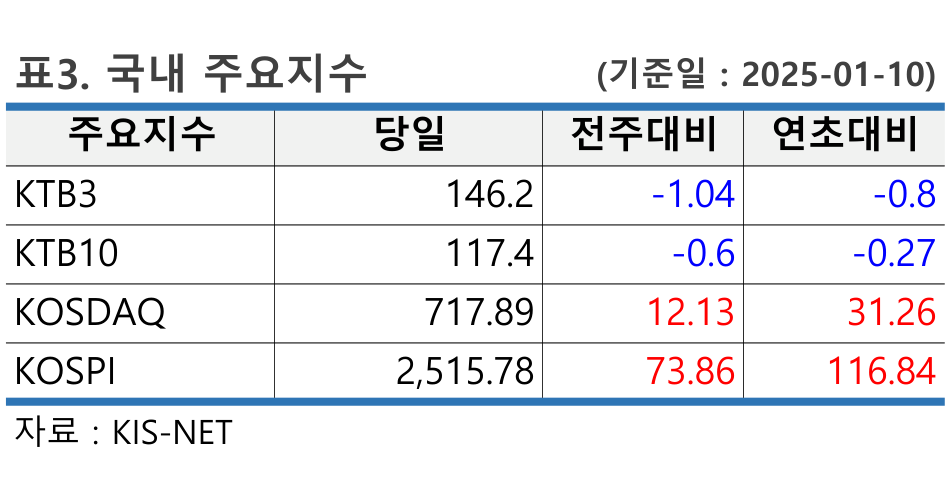 표3. 국내 주요지수 (기준일 : 2025-01-10)
주요지수 당일 전주대비 연초대비
KTB3 146.2 -1.04 -0.8
KTB10 117.4 -0.6 -0.27
KOSDAQ 717.89 12.13 31.26
KOSPI 2,515.78 73.86 116.84
자료 : KIS-NET